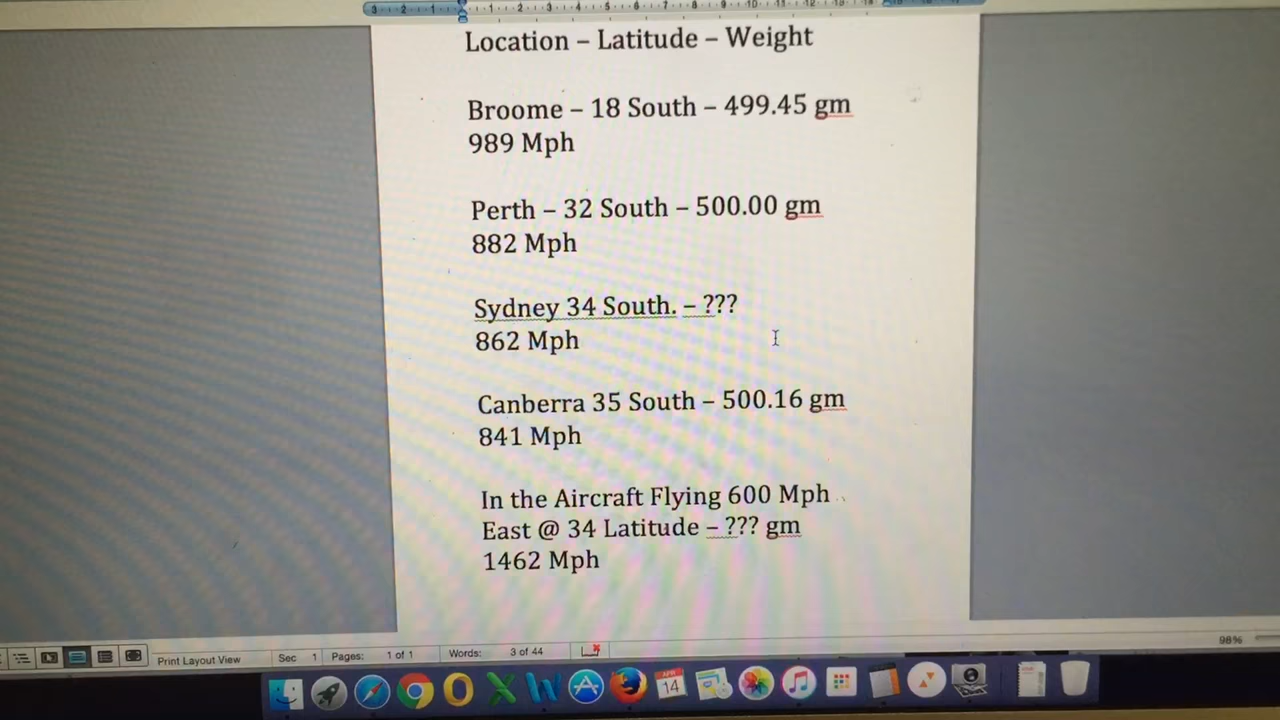 Location – Latitude – Weight
Broome – 18 South – 499.45 gm
989 Mph
Perth – 32 South – 500.00 gm
882 Mph
Sydney 34 South. – ???
862 Mph
Canberra 35 South – 500.16 gm
841 Mph
In the Aircraft Flying 600 Mph
East @ 34 Latitude – ??? gm
1462 Mph
Print Layout View Sec 1 Pages: 1 of 1 Words: 3 of 44 98%
APR
14